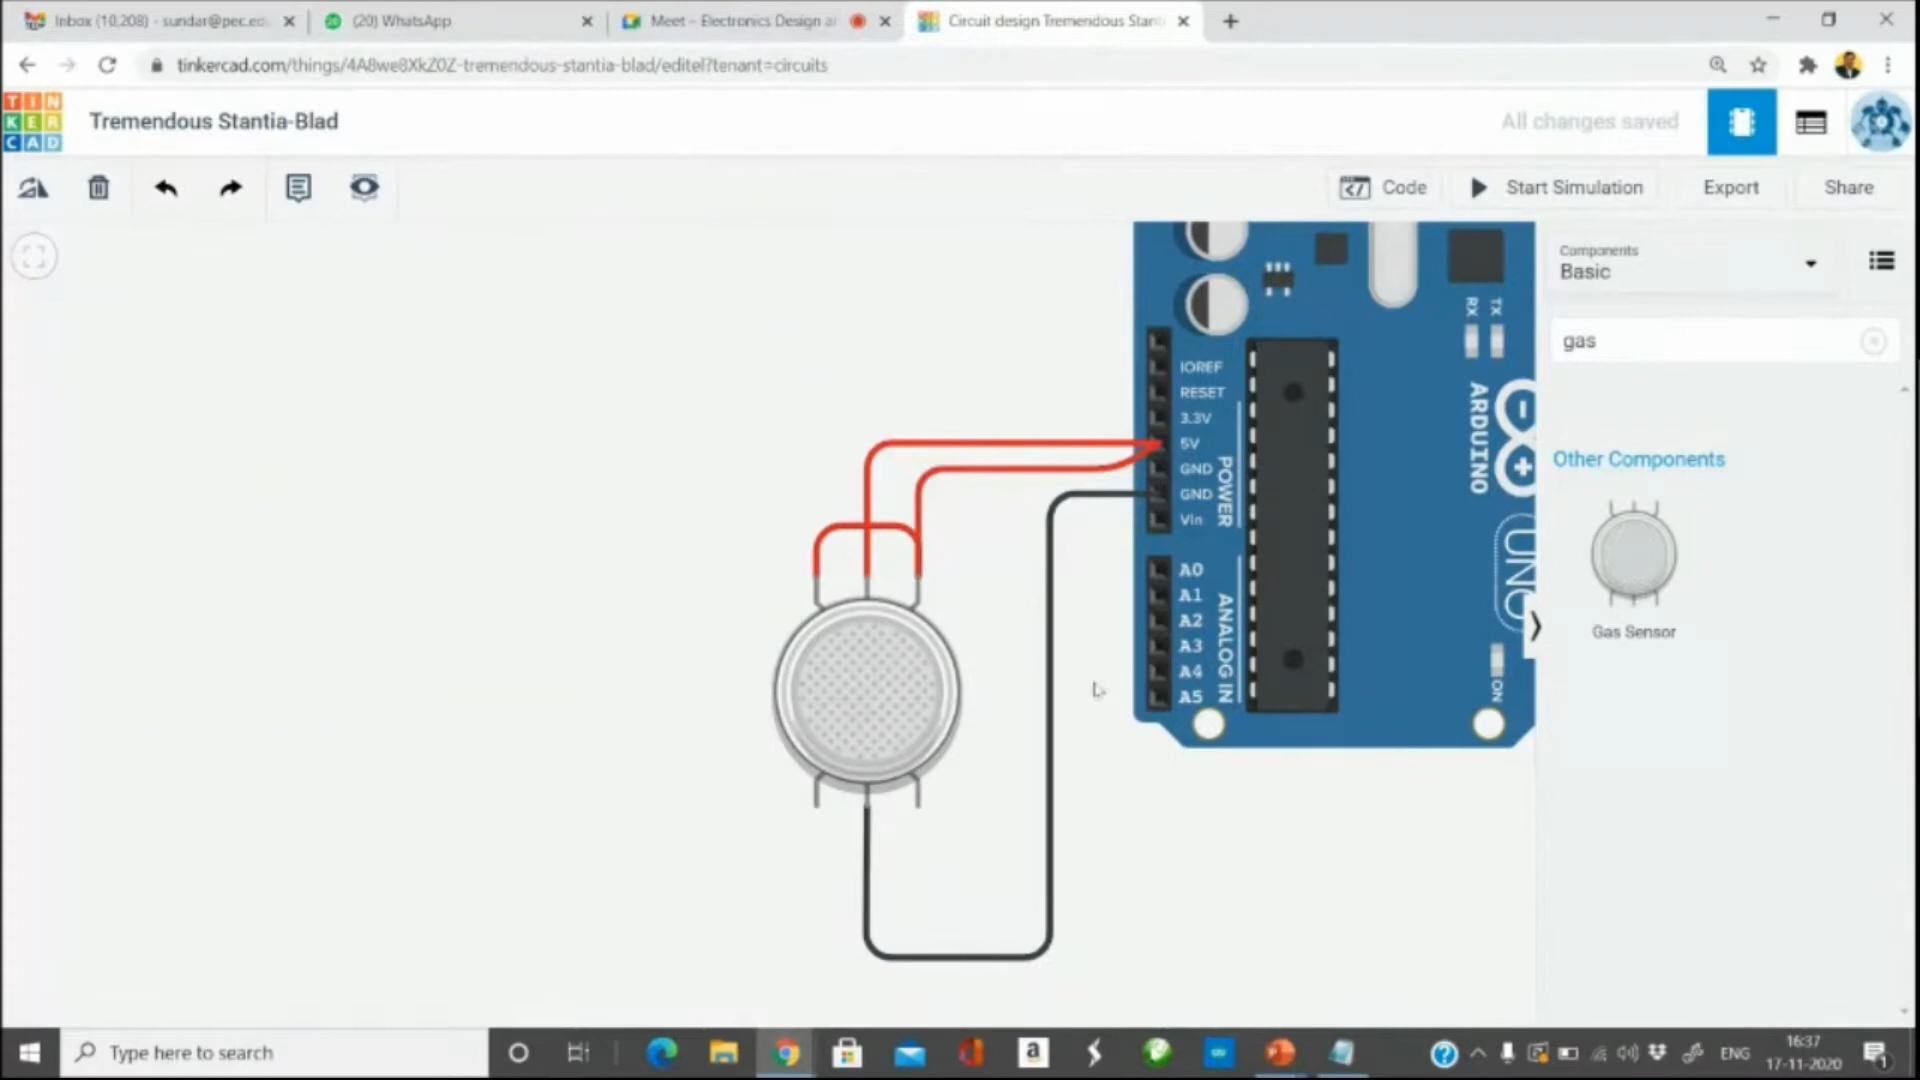 Inbox (10,208) - sundar@pec.ed
(20) WhatsApp
Meet – Electronics Design ar
Circuit design Tremendous Stanti
tinkercad.com/things/4A8we8XkZ0Z-tremendous-stantia-blad/editel?tenant=circuits
TIN
KER
CAD
Tremendous Stantia-Blad
All changes saved
Code
Start Simulation
Export
Share
Components
Basic
gas
Other Components
Gas Sensor
IOREF
RESET
3.3V
5V
GND
GND
Vin
POWER
A0
A1
A2
A3
A4
A5
ANALOG IN
RX
TX
ARDUINO
UNO
ON
Type here to search
ENG
16:37
17-11-2020
1